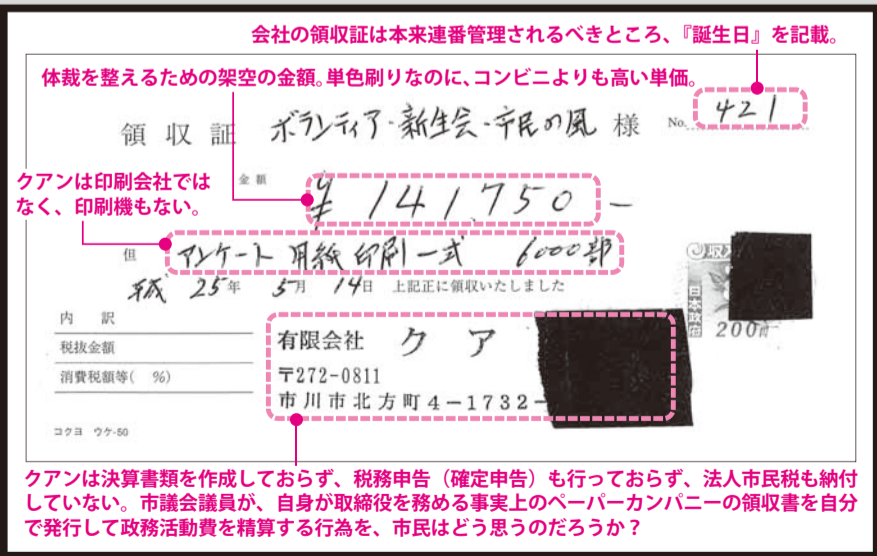 会社の領収証は本来連番管理されるべきところ、『誕生日』を記載。
体裁を整えるための架空の金額。単色刷りなのに、コンビニよりも高い単価。
領収証 ボランティア・新生会・市民の風 様 No. 421
クアンは印刷会社では
なく、印刷機もない。
金額 ¥141,750-
但 アンケート用紙印刷一式 6000部
平成 25年 5月 14日 上記正に領収いたしました
収入
日本政府
200円
内 訳
税抜金額
消費税額等( %)
有限会社 クア
〒272-0811
市川市北方町4-1732-
コクヨ ウケ-50
クアンは決算書類を作成しておらず、税務申告（確定申告）も行っておらず、法人市民税も納付
していない。市議会議員が、自身が取締役を務める事実上のペーパーカンパニーの領収書を自分
で発行して政務活動費を精算する行為を、市民はどう思うのだろうか？